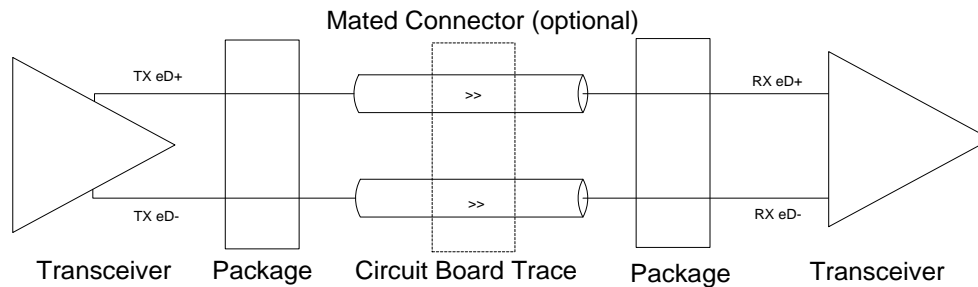 Mated Connector (optional)
TX eD+
>>
RX eD+
TX eD-
>>
RX eD-
Transceiver
Package
Circuit Board Trace
Package
Transceiver